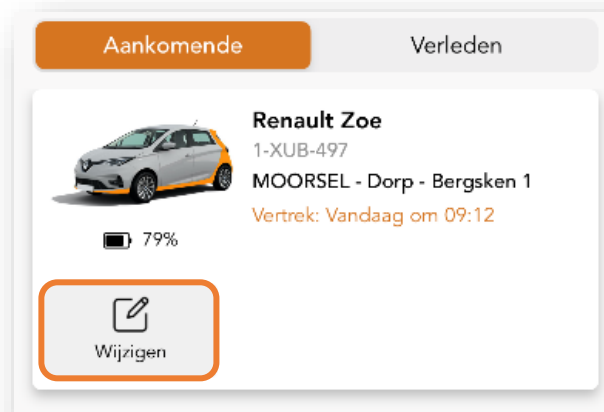 Aankomende
Verleden
Renault Zoe
1-XUB-497
MOORSEL - Dorp - Bergsken 1
Vertrek: Vandaag om 09:12
79%
Wijzigen